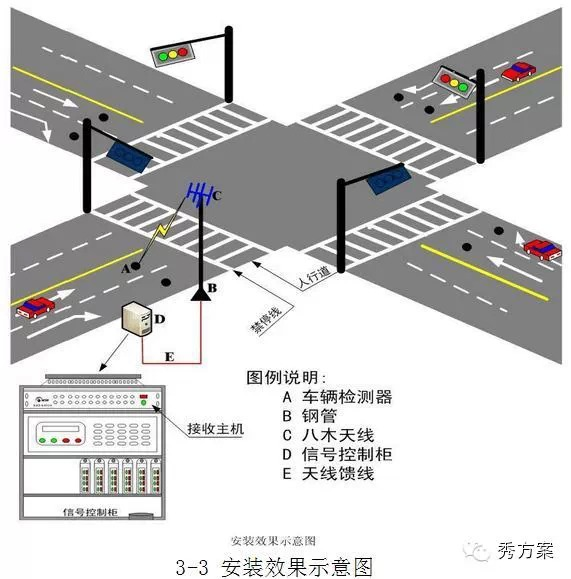 C
A
B
D
E
人行道
禁停线
接收主机
信号控制柜
图例说明:
A 车辆检测器
B 钢管
C 八木天线
D 信号控制柜
E 天线馈线
安装效果示意图
3-3 安装效果示意图
秀方案